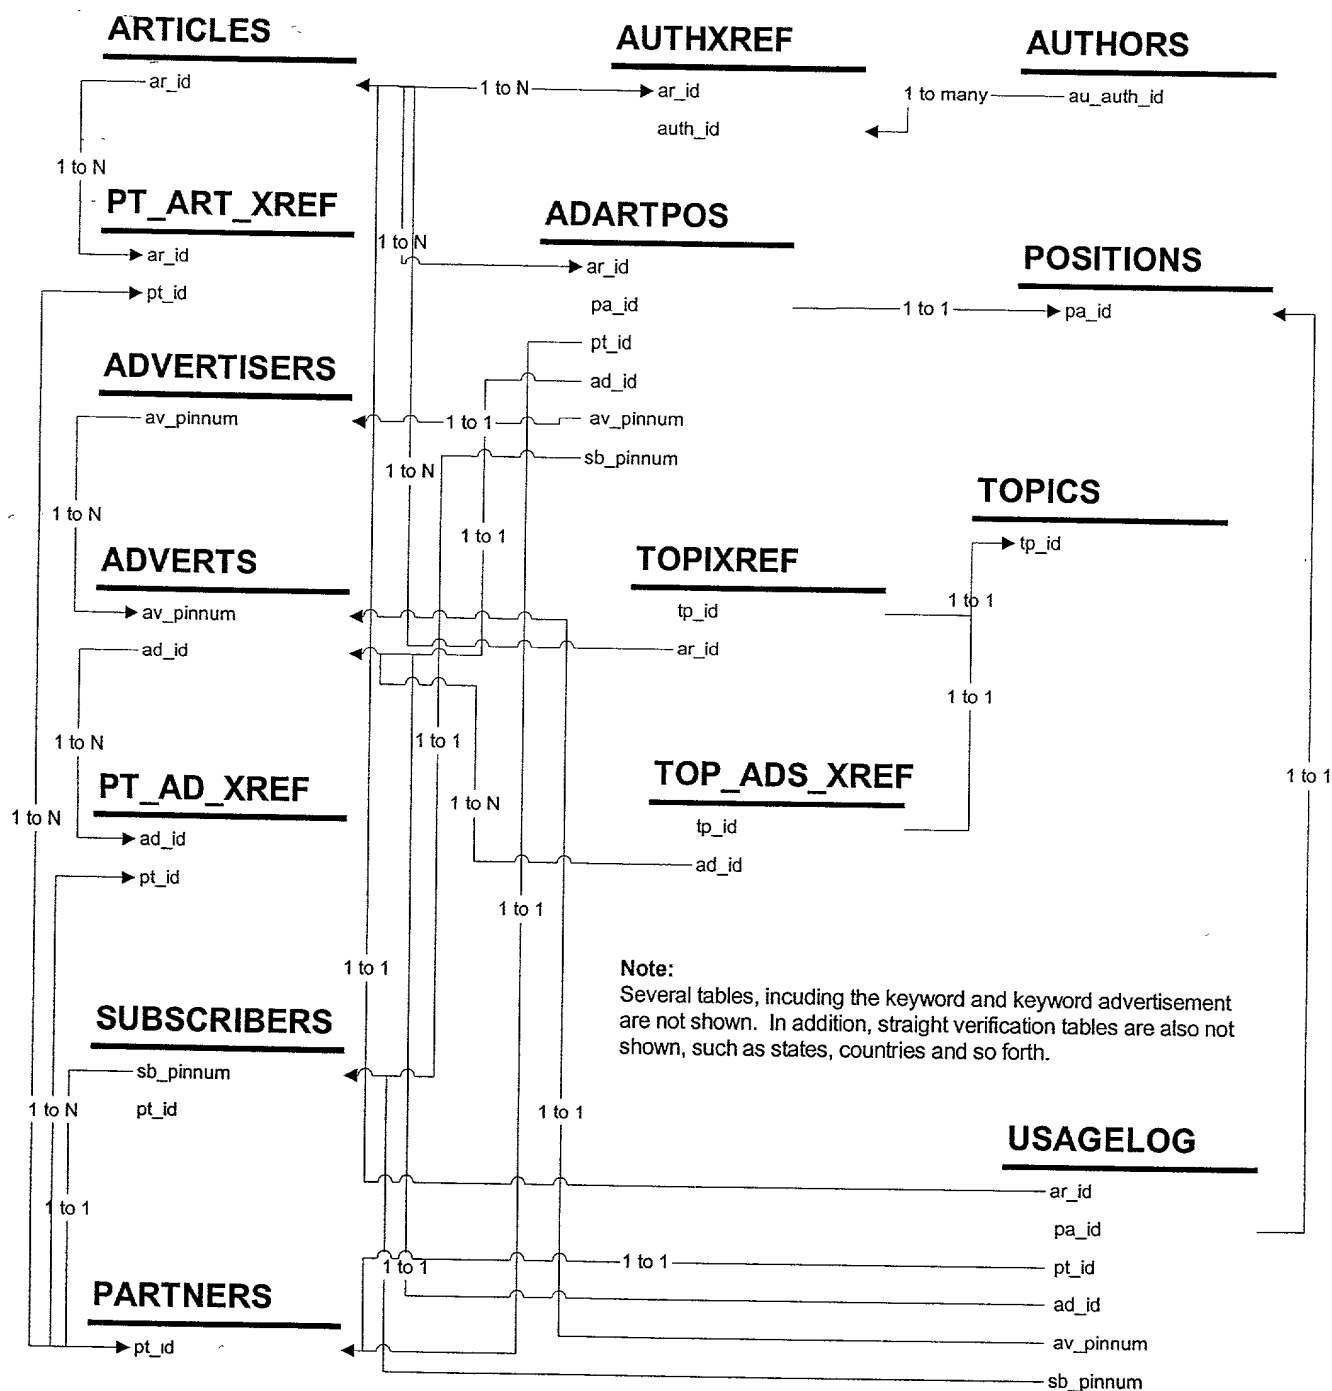 ARTICLES
ar_id
1 to N
AUTHXREF
1 to N
ar_id
auth_id
AUTHORS
1 to many
au_auth_id
PT_ART_XREF
ar_id
pt_id
1 to N
ADARTPOS
ar_id
pa_id
pt_id
ad_id
av_pinnum
sb_pinnum
POSITIONS
1 to 1
pa_id
ADVERTISERS
av_pinnum
1 to 1
1 to N
1 to N
1 to 1
TOPICS
tp_id
ADVERTS
av_pinnum
ad_id
TOPIXREF
tp_id
ar_id
1 to 1
1 to 1
1 to N
1 to 1
1 to 1
PT_AD_XREF
ad_id
pt_id
1 to N
1 to N
TOP_ADS_XREF
tp_id
ad_id
1 to 1
1 to 1
Note:
Several tables, incuding the keyword and keyword advertisement
are not shown. In addition, straight verification tables are also not
shown, such as states, countries and so forth.
SUBSCRIBERS
sb_pinnum
pt_id
1 to N
1 to 1
1 to 1
USAGELOG
ar_id
pa_id
pt_id
ad_id
av_pinnum
sb_pinnum
1 to 1
1 to 1
PARTNERS
pt_id